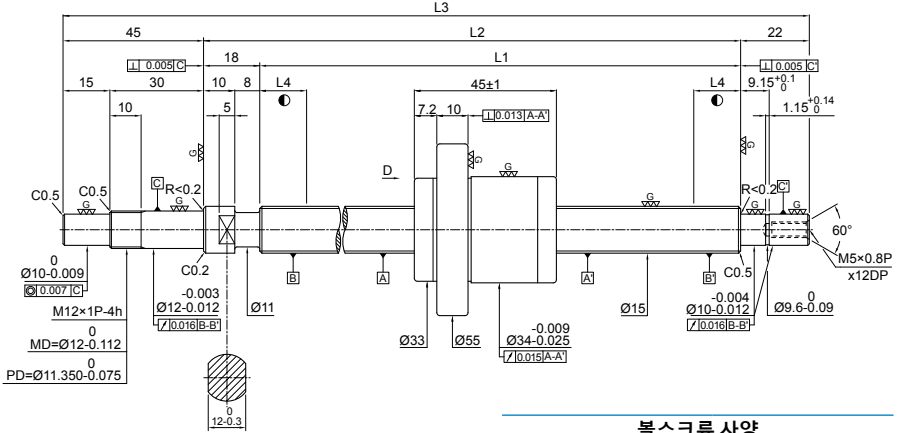 L3
45
L2
22
⊥ 0.005 C
18
L1
⊥ 0.005 C'
15
30
10
8
L4
45±1
L4
9.15 +0.1 0
10
5
7.2
10
⊥ 0.013 A-A'
1.15 +0.14 0
G
G
G
D
G
C0.5
C0.5
C
R<0.2
R<0.2
C'
G
G
G
G
G
60°
C0.2
C0.5
M5×0.8P
x12DP
B
A
A'
B'
0
Ø10-0.009
◎ 0.007 C
-0.003
Ø12-0.012
Ø11
Ø15
-0.004
Ø10-0.012
0
Ø9.6-0.09
M12×1P-4h
↗ 0.016 B-B'
↗ 0.016 B-B'
0
MD=Ø12-0.112
Ø33
Ø55
-0.009
Ø34-0.025
↗ 0.015 A-A'
0
PD=Ø11.350-0.075
0
12-0.3
볼스크류 사양